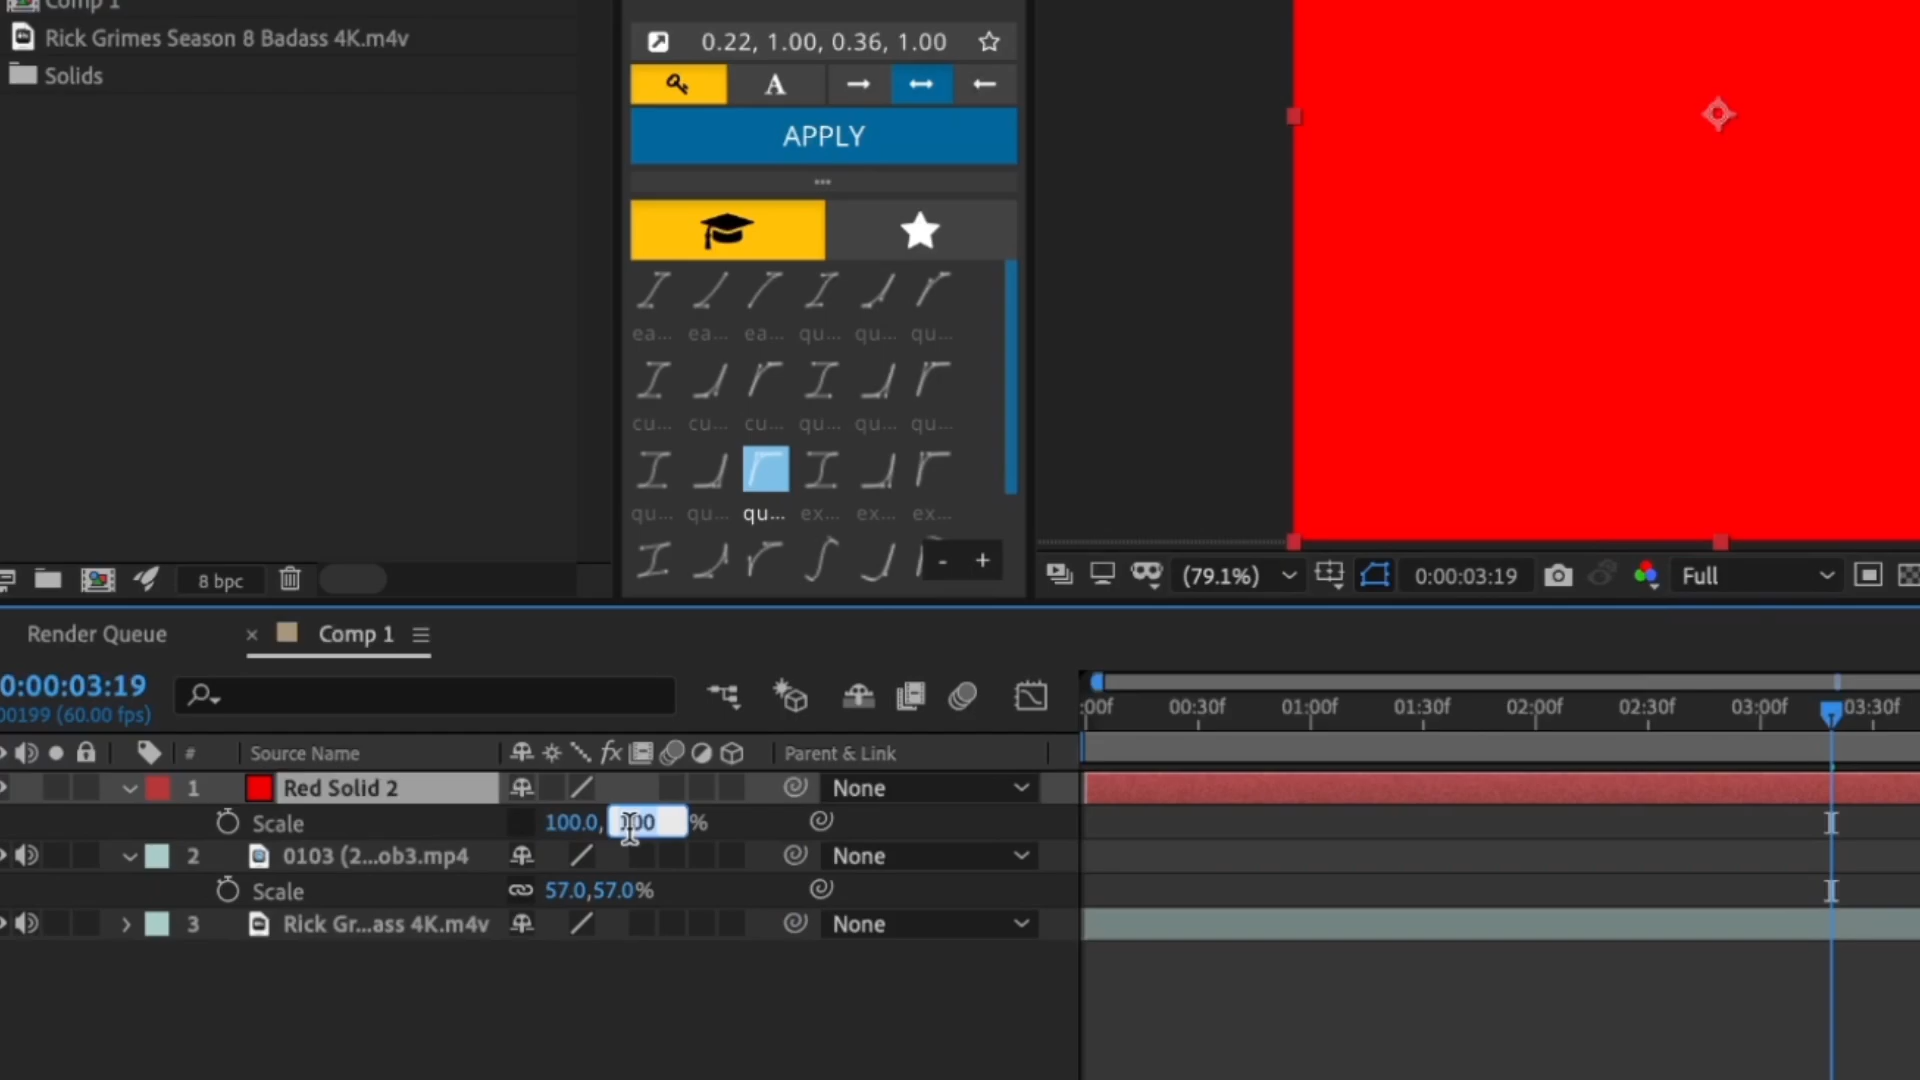 Comp 1
Rick Grimes Season 8 Badass 4K.m4v
Solids
0.22, 1.00, 0.36, 1.00
A
APPLY
...
ea... ea... ea... qu... qu... qu...
cu... cu... cu... qu... qu... qu...
qu... qu... qu... ex... ex... ex...
- +
8 bpc
(79.1%)
0:00:03:19
Full
Render Queue
× Comp 1
0:00:03:19
00199 (60.00 fps)
:00f 00:30f 01:00f 01:30f 02:00f 02:30f 03:00f 03:30f
# Source Name fx Parent & Link
1 Red Solid 2 None
Scale 100.0, %
2 0103 (2...ob3.mp4 None
Scale 57.0,57.0%
3 Rick Gr...ass 4K.m4v None